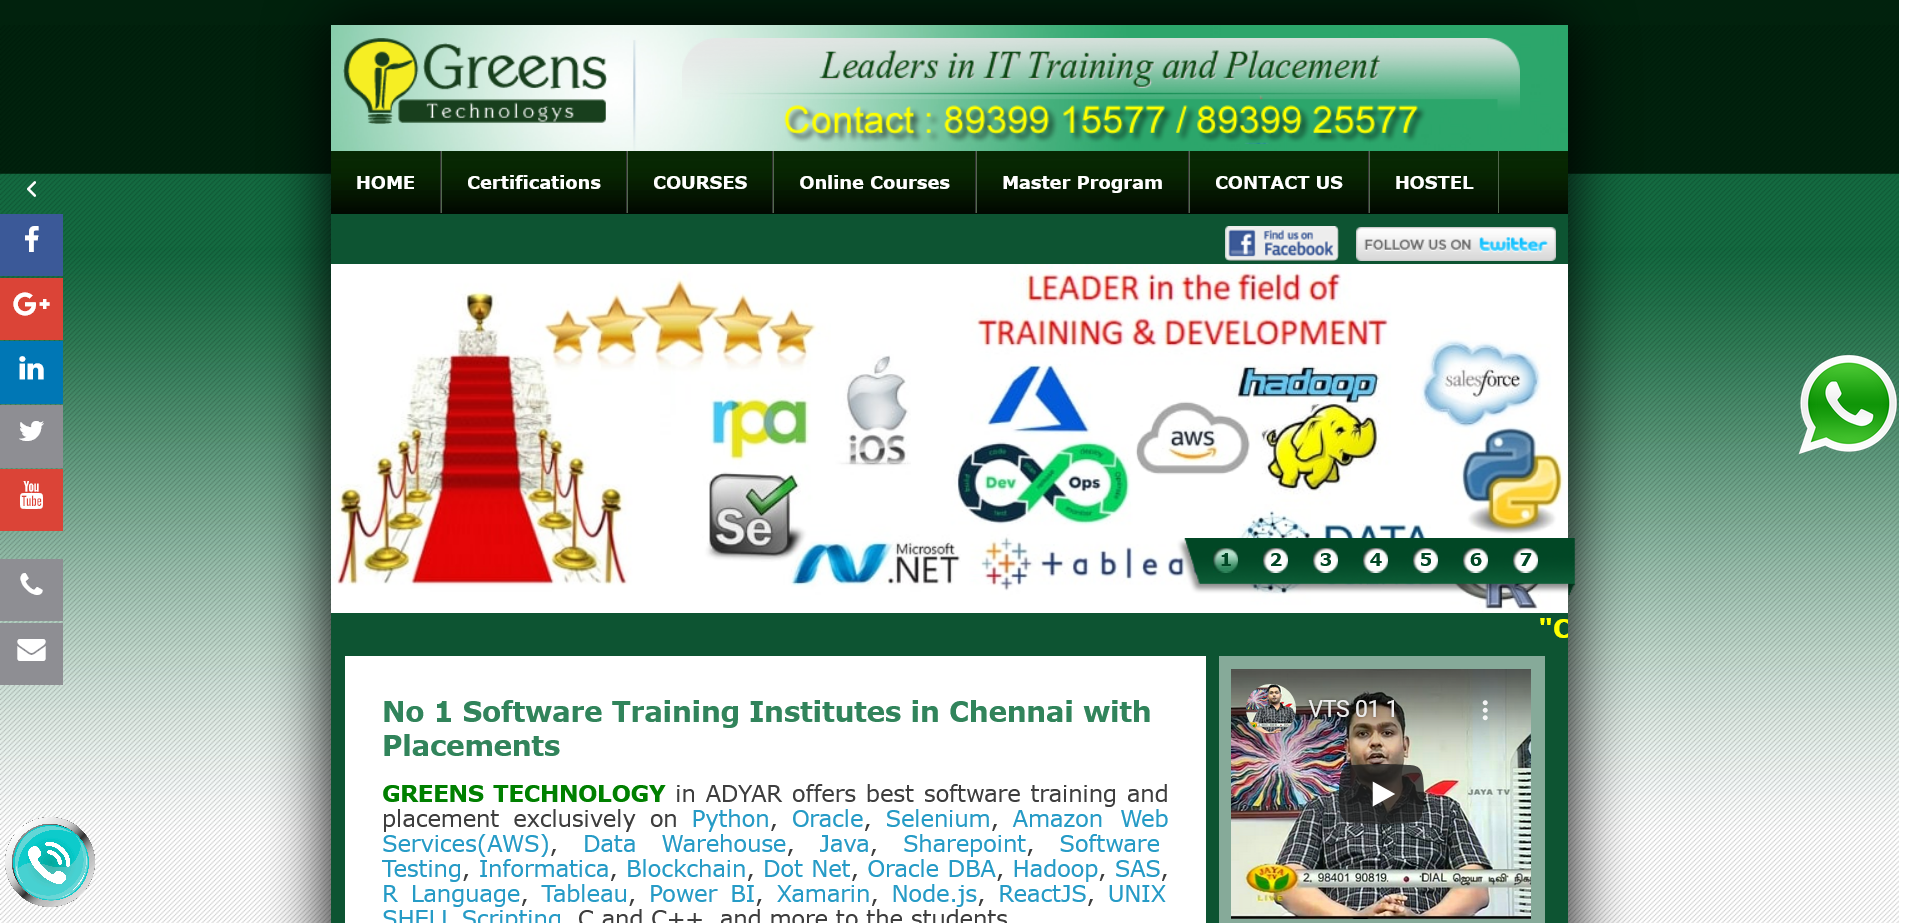 Greens
Technologys
Leaders in IT Training and Placement
Contact : 89399 15577 / 89399 25577
HOME
Certifications
COURSES
Online Courses
Master Program
CONTACT US
HOSTEL
Find us on
Facebook
FOLLOW US ON twitter
LEADER in the field of
TRAINING & DEVELOPMENT
rpa
iOS
hadoop
salesforce
aws
Dev Ops
Se
Microsoft
.NET
+ a b l e a
DATA
R
1 2 3 4 5 6 7
You
Tube
"C
No 1 Software Training Institutes in Chennai with
Placements
GREENS TECHNOLOGY in ADYAR offers best software training and
placement exclusively on Python, Oracle, Selenium, Amazon Web
Services(AWS), Data Warehouse, Java, Sharepoint, Software
Testing, Informatica, Blockchain, Dot Net, Oracle DBA, Hadoop, SAS,
R Language, Tableau, Power BI, Xamarin, Node.js, ReactJS, UNIX
SHELL Scripting, C and C++, and more to the students.
VTS 01 1
JAYA TV
JAYA
TV
LIVE
2, 98401 90819. • 'DIAL ஜெயா டிவி' நிக